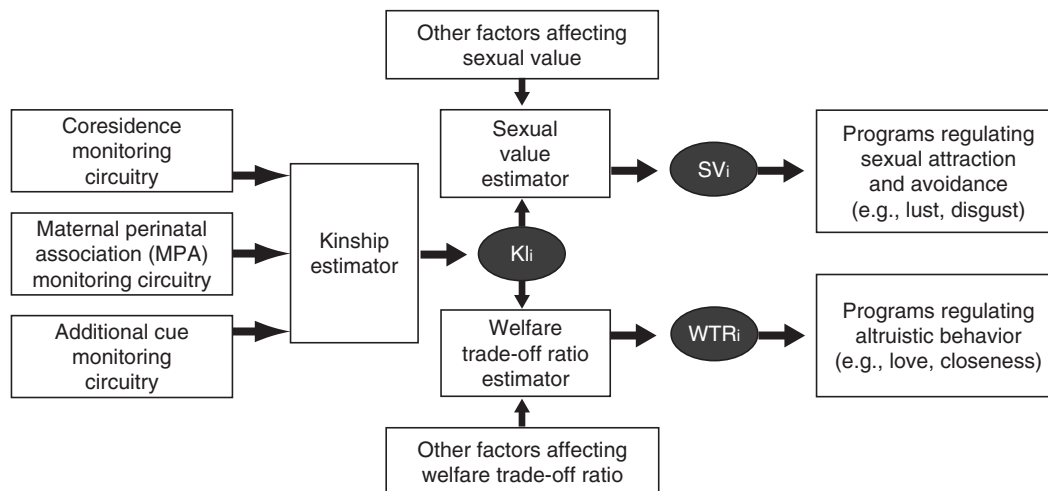 Other factors affecting
sexual value
Coresidence
monitoring
circuitry
Maternal perinatal
association (MPA)
monitoring circuitry
Additional cue
monitoring
circuitry
Kinship
estimator
Sexual
value
estimator
KIi
Welfare
trade-off ratio
estimator
Other factors affecting
welfare trade-off ratio
SVi
WTRi
Programs regulating
sexual attraction
and avoidance
(e.g., lust, disgust)
Programs regulating
altruistic behavior
(e.g., love, closeness)